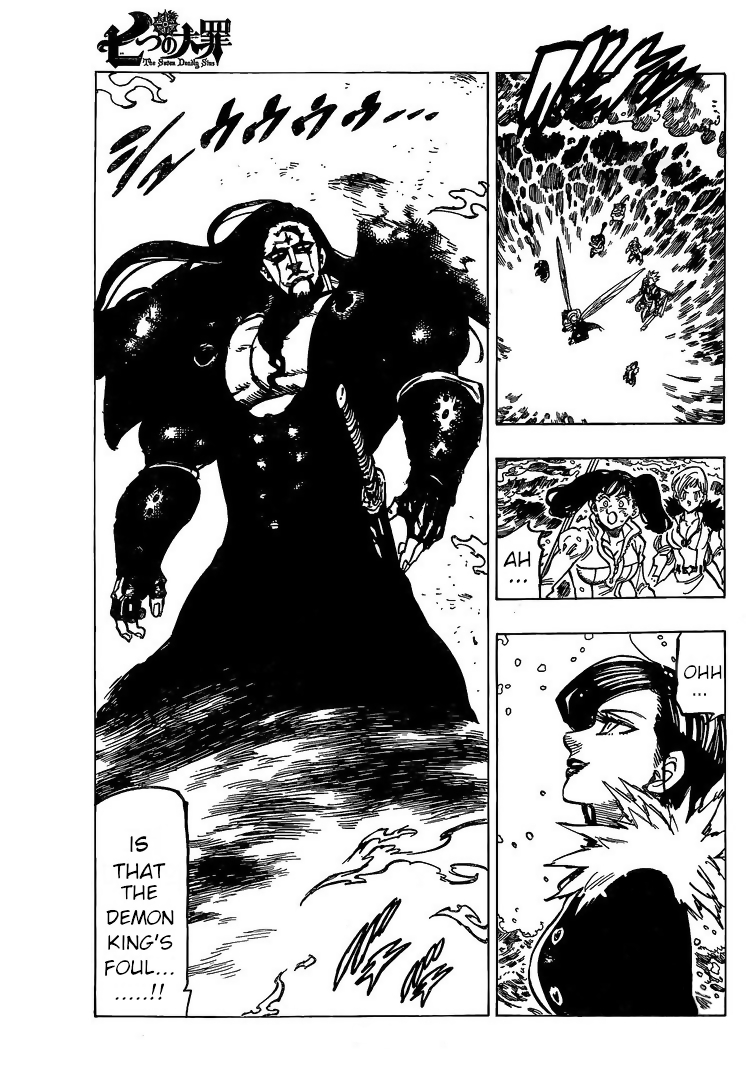 七つの大罪
The Seven Deadly Sins
AH
...
OHH
...
シュウウウウ...
IS
THAT
THE
DEMON
KING'S
FOUL...
.....!!